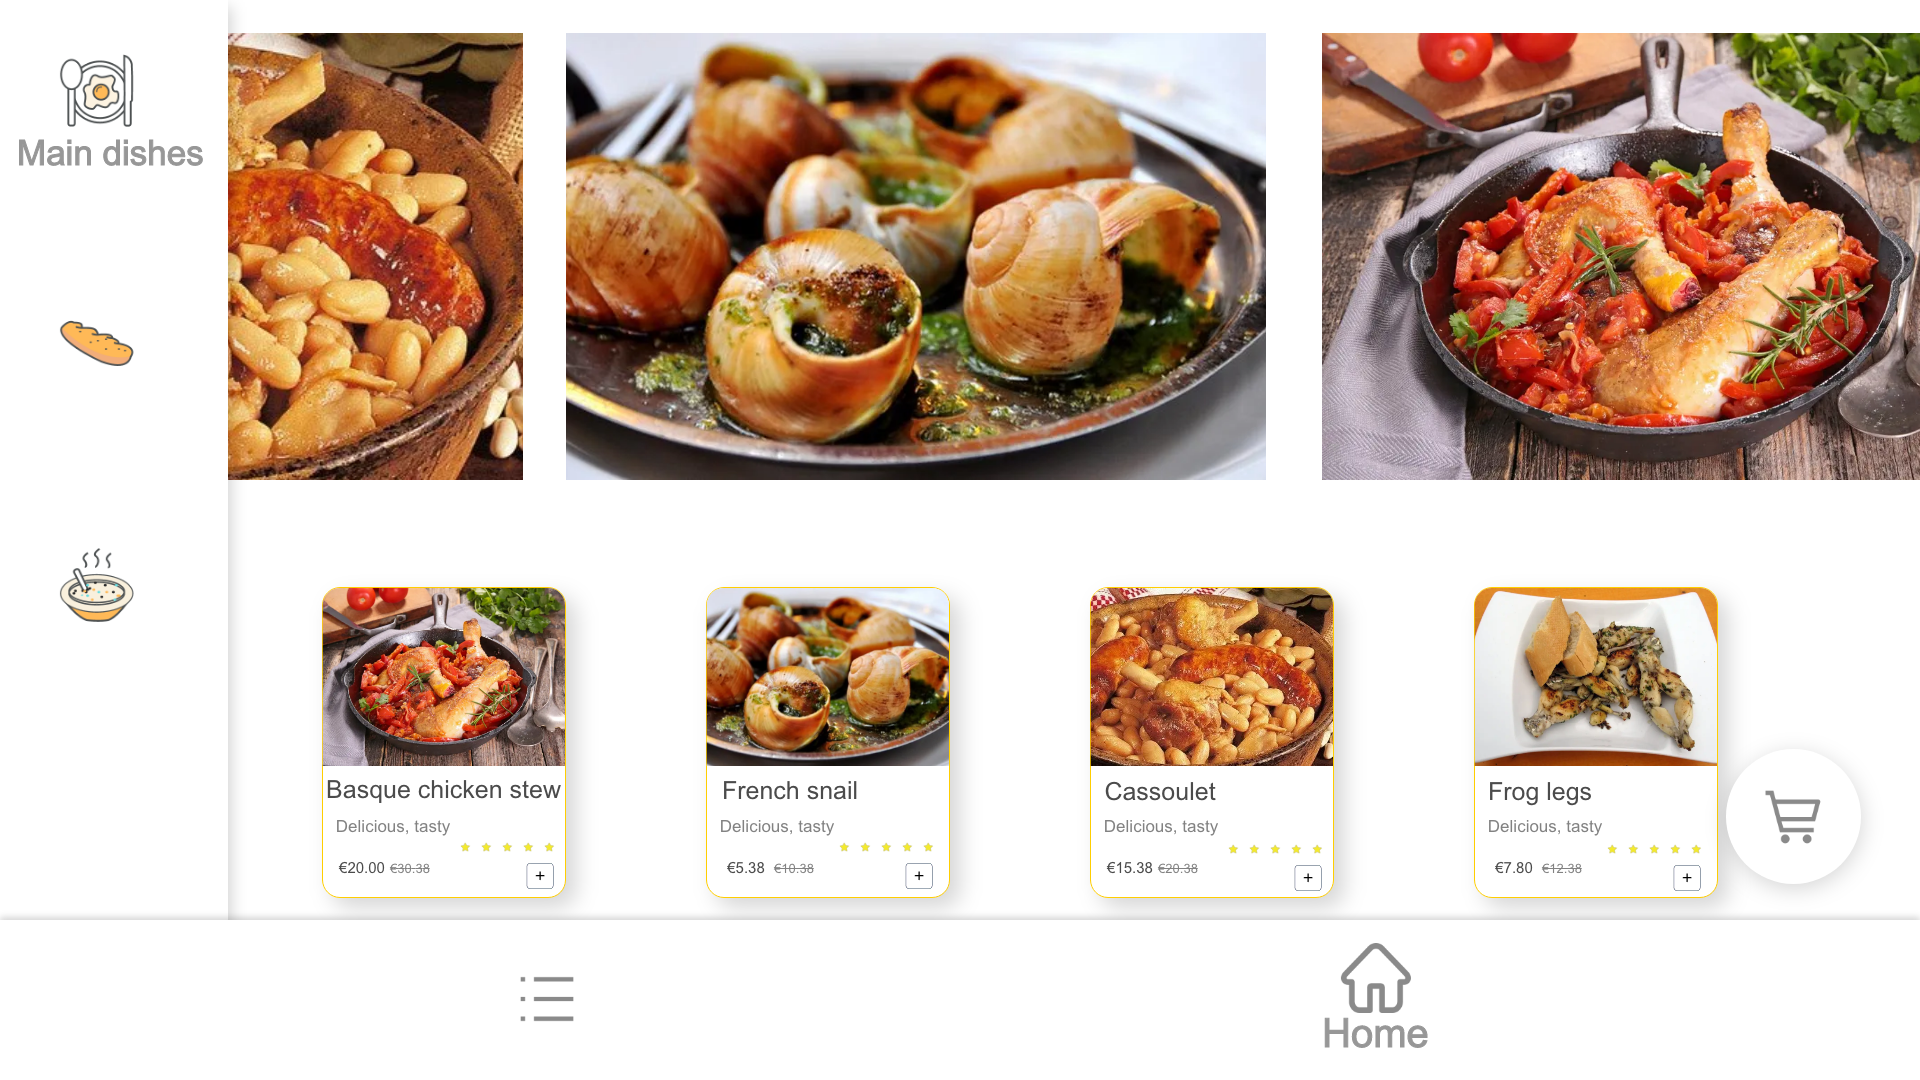 Main dishes
Basque chicken stew
Delicious, tasty
€20.00 €30.38
+
French snail
Delicious, tasty
€5.38 €10.38
+
Cassoulet
Delicious, tasty
€15.38 €20.38
+
Frog legs
Delicious, tasty
€7.80 €12.38
+
Home